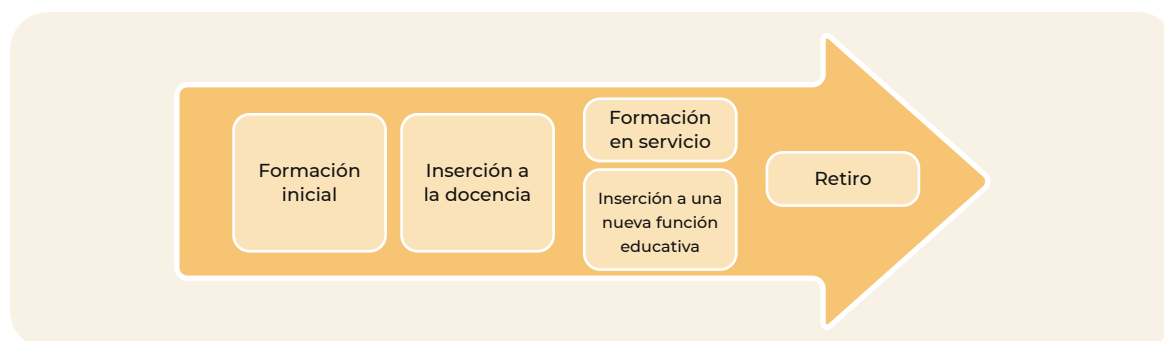 Formación
inicial
Inserción a
la docencia
Formación
en servicio
Inserción a una
nueva función
educativa
Retiro